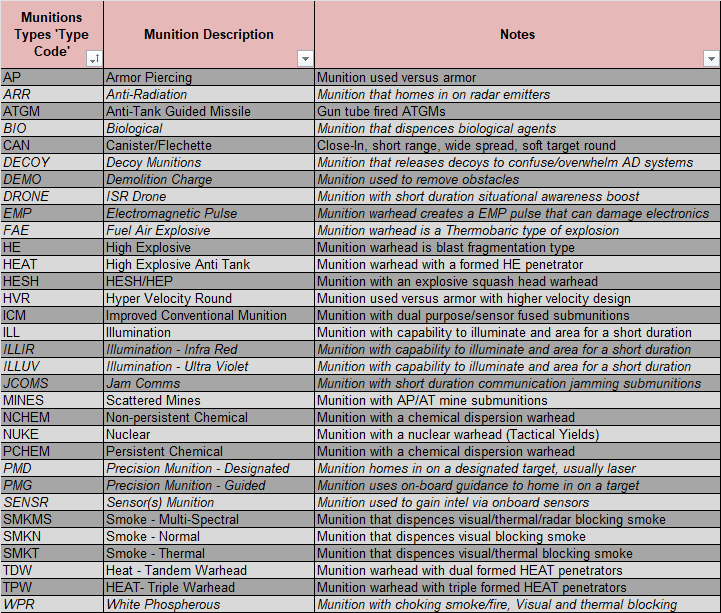 Munitions Types 'Type Code' Munition Description Notes
AP Armor Piercing Munition used versus armor
ARR Anti-Radiation Munition that homes in on radar emitters
ATGM Anti-Tank Guided Missile Gun tube fired ATGMs
BIO Biological Munition that dispences biological agents
CAN Canister/Flechette Close-In, short range, wide spread, soft target round
DECOY Decoy Munitions Munition that releases decoys to confuse/overwhelm AD systems
DEMO Demolition Charge Munition used to remove obstacles
DRONE ISR Drone Munition with short duration situational awareness boost
EMP Electromagnetic Pulse Munition warhead creates a EMP pulse that can damage electronics
FAE Fuel Air Explosive Munition warhead is a Thermobaric type of explosion
HE High Explosive Munition warhead is blast fragmentation type
HEAT High Explosive Anti Tank Munition warhead with a formed HE penetrator
HESH HESH/HEP Munition with an explosive squash head warhead
HVR Hyper Velocity Round Munition used versus armor with higher velocity design
ICM Improved Conventional Munition Munition with dual purpose/sensor fused submunitions
ILL Illumination Munition with capability to illuminate and area for a short duration
ILLIR Illumination - Infra Red Munition with capability to illuminate and area for a short duration
ILLUV Illumination - Ultra Violet Munition with capability to illuminate and area for a short duration
JCOMS Jam Comms Munition with short duration communication jamming submunitions
MINES Scattered Mines Munition with AP/AT mine submunitions
NCHEM Non-persistent Chemical Munition with a chemical dispersion warhead
NUKE Nuclear Munition with a nuclear warhead (Tactical Yields)
PCHEM Persistent Chemical Munition with a chemical dispersion warhead
PMD Precision Munition - Designated Munition homes in on a designated target, usually laser
PMG Precision Munition - Guided Munition uses on-board guidance to home in on a target
SENSR Sensor(s) Munition Munition used to gain intel via onboard sensors
SMKMS Smoke - Multi-Spectral Munition that dispences visual/thermal/radar blocking smoke
SMKN Smoke - Normal Munition that dispences visual blocking smoke
SMKT Smoke - Thermal Munition that dispences visual/thermal blocking smoke
TDW Heat - Tandem Warhead Munition warhead with dual formed HEAT penetrators
TPW HEAT- Triple Warhead Munition warhead with triple formed HEAT penetrators
WPR White Phospherous Munition with choking smoke/fire, Visual and thermal blocking